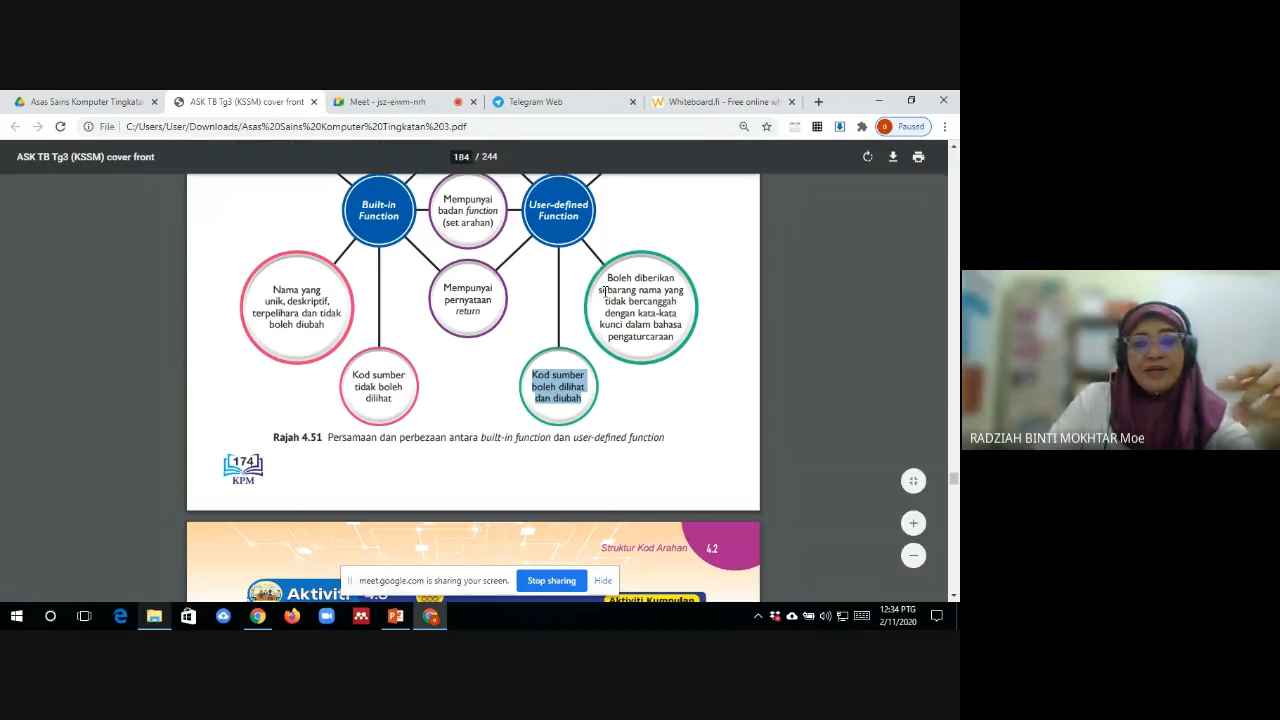 Asas Sains Komputer Tingkatan
ASK TB Tg3 (KSSM) cover front
Meet - jsz-eiwm-nrh
Telegram Web
Whiteboard.fi - Free online wh
File
C:/Users/User/Downloads/Asas%20Sains%20Komputer%20Tingkatan%203.pdf
Paused
ASK TB Tg3 (KSSM) cover front
184 / 244
Built-in
Function
Mempunyai
badan function
(set arahan)
User-defined
Function
Nama yang
unik, deskriptif,
terpelihara dan tidak
boleh diubah
Mempunyai
pernyataan
return
Boleh diberikan
sebarang nama yang
tidak bercanggah
dengan kata-kata
kunci dalam bahasa
pengaturcaraan
Kod sumber
tidak boleh
dilihat
Kod sumber
boleh dilihat
dan diubah
Rajah 4.51 Persamaan dan perbezaan antara built-in function dan user-defined function
174
KPM
Struktur Kod Arahan 4.2
meet.google.com is sharing your screen.
Stop sharing
Hide
Aktiviti
Aktiviti Kumpulan
12:34 PTG
2/11/2020
RADZIAH BINTI MOKHTAR Moe